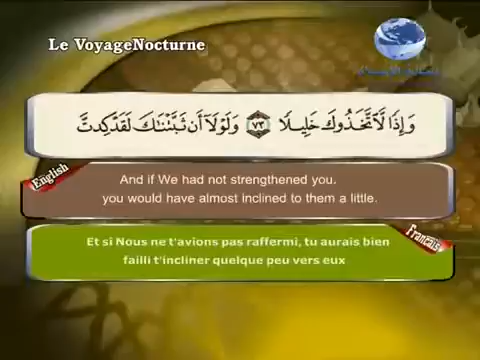 Le VoyageNocturne
وَإِذًا لَّاتَّخَذُوكَ خَلِيلًا ٧٣ وَلَوْلَا أَن ثَبَّتْنَاكَ لَقَدْ كِدتَّ
English
And if We had not strengthened you.
you would have almost inclined to them a little.
Francais
Et si Nous ne t'avions pas raffermi, tu aurais bien
failli t'incliner quelque peu vers eux